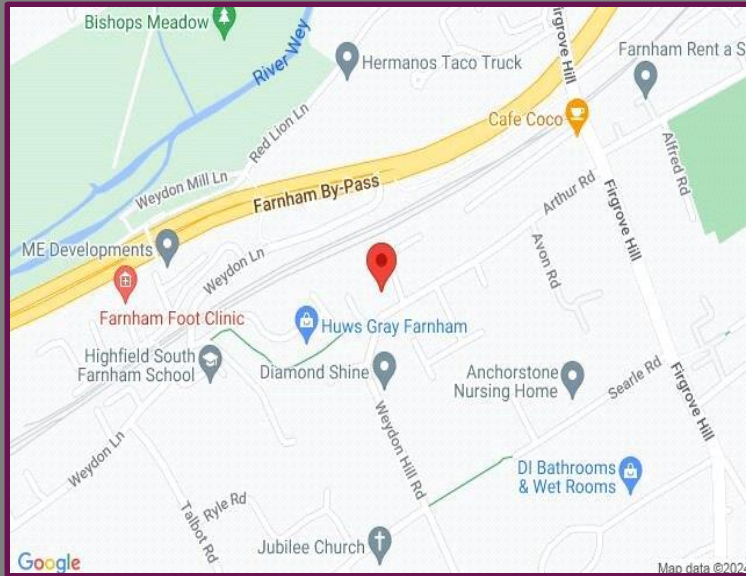 Bishops Meadow
River Wey
Firgrove Hill
Hermanos Taco Truck
Farnham Rent a S
Cafe Coco
Red Lion Ln
Weydon Mill Ln
Farnham By-Pass
Alfred Rd
Arthur Rd
ME Developments
Weydon Ln
Avon Rd
Firgrove Hill
Farnham Foot Clinic
Huws Gray Farnham
Highfield South
Farnham School
Diamond Shine
Anchorstone
Nursing Home
Searle Rd
Firgrove Hill
Weydon Ln
Weydon Hill Rd
DI Bathrooms
& Wet Rooms
Ryle Rd
Talbot Rd
Jubilee Church
Google
Map data ©2024